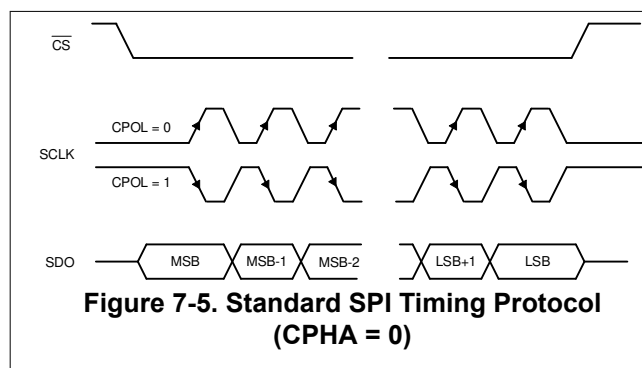 CS
CPOL = 0
SCLK
CPOL = 1
SDO
MSB MSB-1 MSB-2 LSB+1 LSB
Figure 7-5. Standard SPI Timing Protocol
(CPHA = 0)